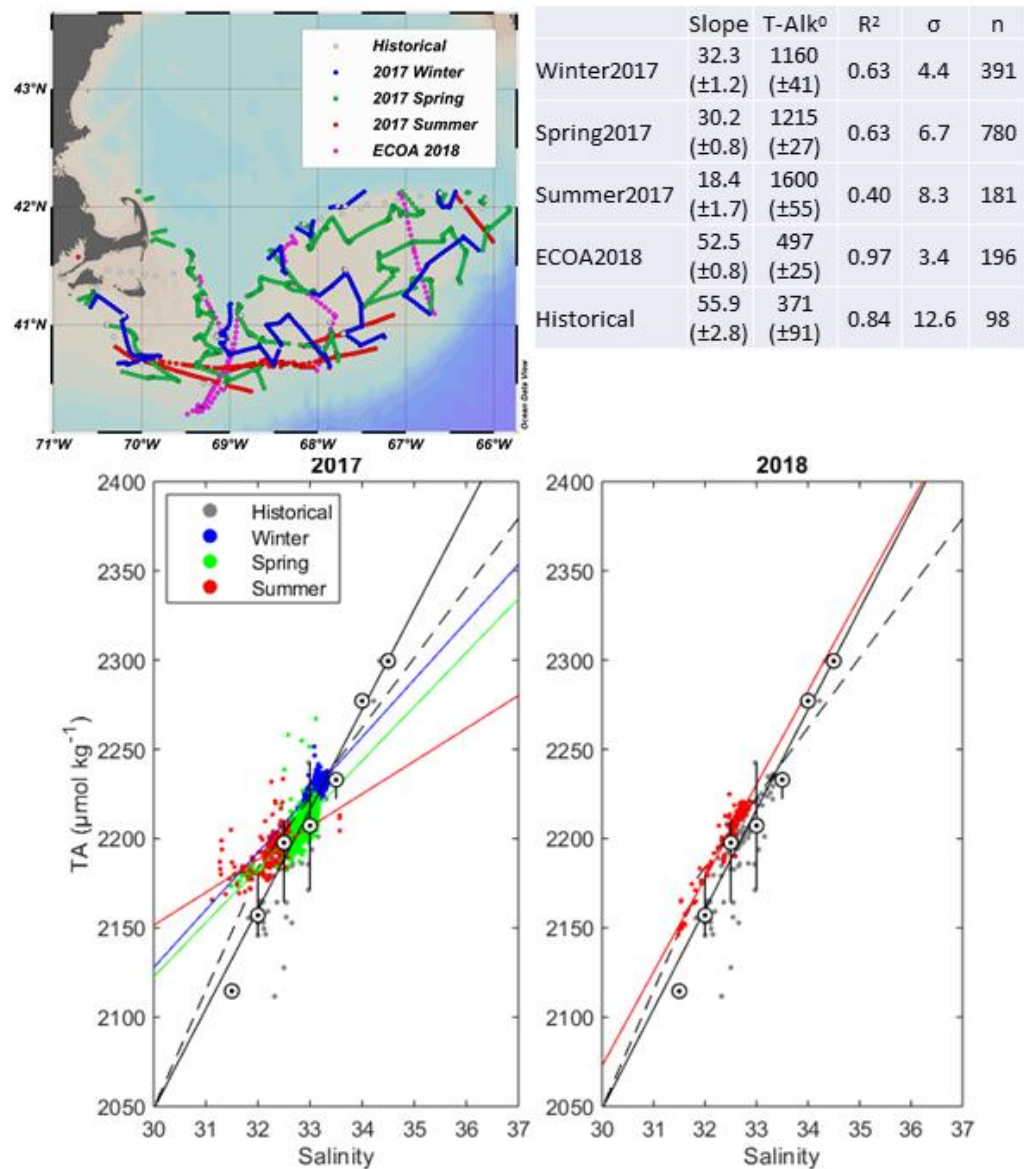 Historical
2017 Winter
2017 Spring
2017 Summer
ECOA 2018
43°N
42°N
41°N
71°W 70°W 69°W 68°W 67°W 66°W
Ocean Data View
Slope T-Alk⁰ R² σ n
Winter2017 32.3 (±1.2) 1160 (±41) 0.63 4.4 391
Spring2017 30.2 (±0.8) 1215 (±27) 0.63 6.7 780
Summer2017 18.4 (±1.7) 1600 (±55) 0.40 8.3 181
ECOA2018 52.5 (±0.8) 497 (±25) 0.97 3.4 196
Historical 55.9 (±2.8) 371 (±91) 0.84 12.6 98
2017
Historical
Winter
Spring
Summer
TA (µmol kg⁻¹)
2400
2350
2300
2250
2200
2150
2100
2050
30 31 32 33 34 35 36 37
Salinity
2018
2400
2350
2300
2250
2200
2150
2100
2050
30 31 32 33 34 35 36 37
Salinity